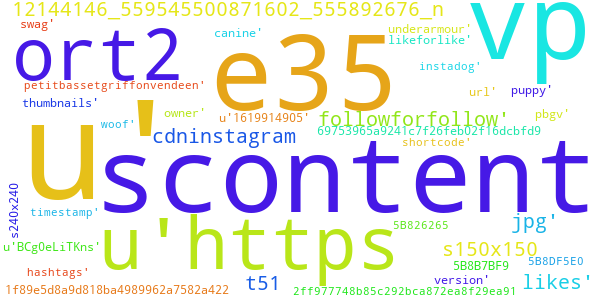 12144146_559545500871602_555892676_n
swag'
canine'
underarmour'
likeforlike'
vp
ort2
e35
instadog'
petitbassetgriffonvendeen'
url'
puppy'
thumbnails'
owner'
u'1619914905'
followforfollow'
pbgv'
woof'
u'
69753965a9241c7f26feb02f16dcbfd9
cdninstagram
shortcode'
scontent
s240x240
timestamp'
u'https
5B826265
jpg'
u'BCgOeLiTKns'
s150x150
hashtags'
5B8B7BF9
5B8DF5E0
t51
version'
likes'
1f89e5d8a9d818ba4989962a7582a422
2ff977748b85c292bca872ea8f29ea91